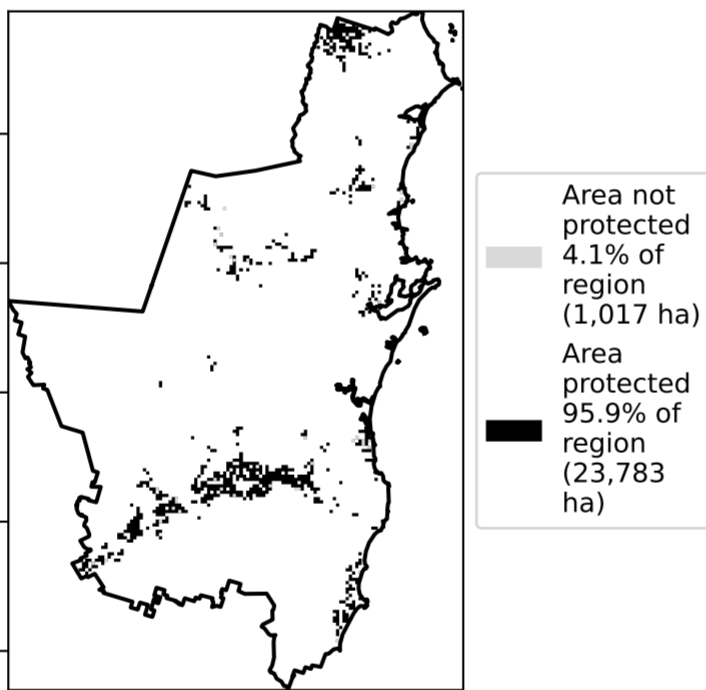 Area not
protected
4.1% of
region
(1,017 ha)
Area
protected
95.9% of
region
(23,783
ha)